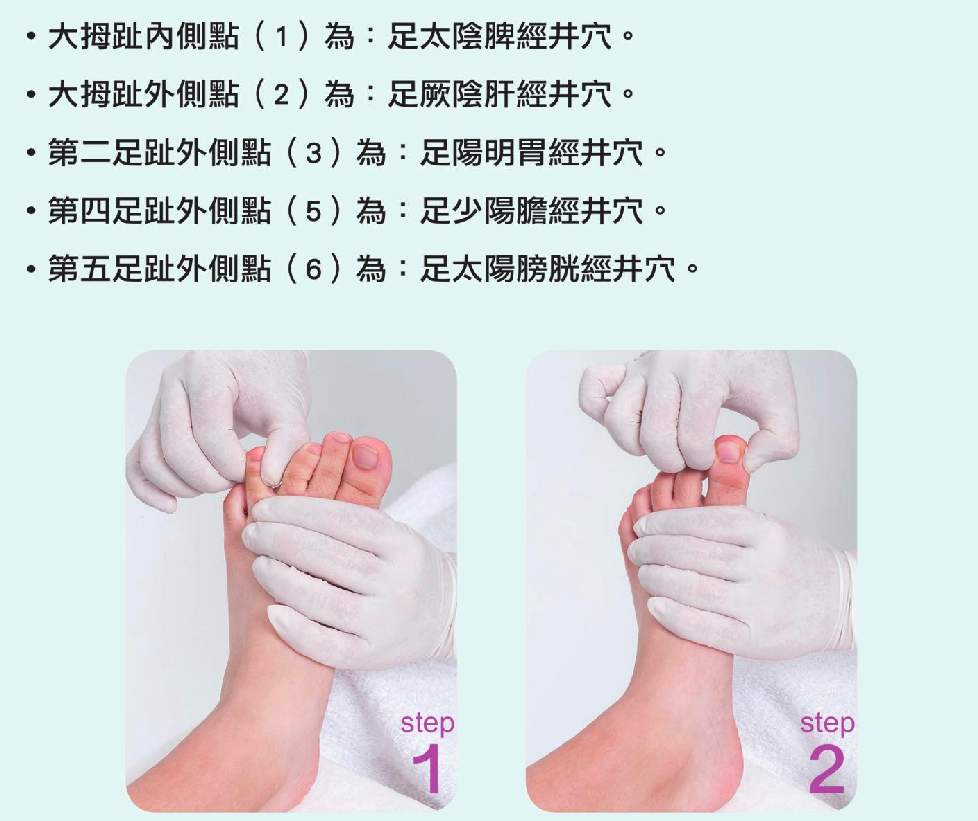 • 大拇趾內側點（1）為：足太陰脾經井穴。
• 大拇趾外側點（2）為：足厥陰肝經井穴。
• 第二足趾外側點（3）為：足陽明胃經井穴。
• 第四足趾外側點（5）為：足少陽膽經井穴。
• 第五足趾外側點（6）為：足太陽膀胱經井穴。
step
1
step
2